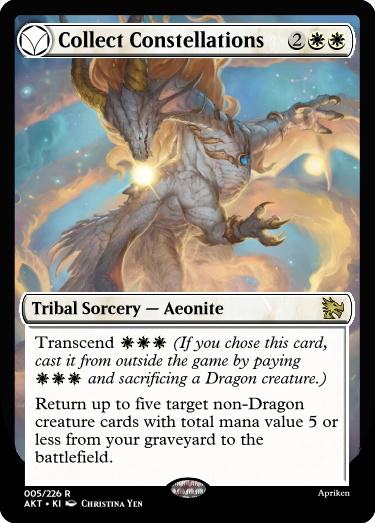 Collect Constellations 2
Tribal Sorcery — Aeonite
Transcend (If you chose this card,
cast it from outside the game by paying
and sacrificing a Dragon creature.)
Return up to five target non-Dragon
creature cards with total mana value 5 or
less from your graveyard to the
battlefield.
005/226 R
Apriken
AKT • KI Christina Yen